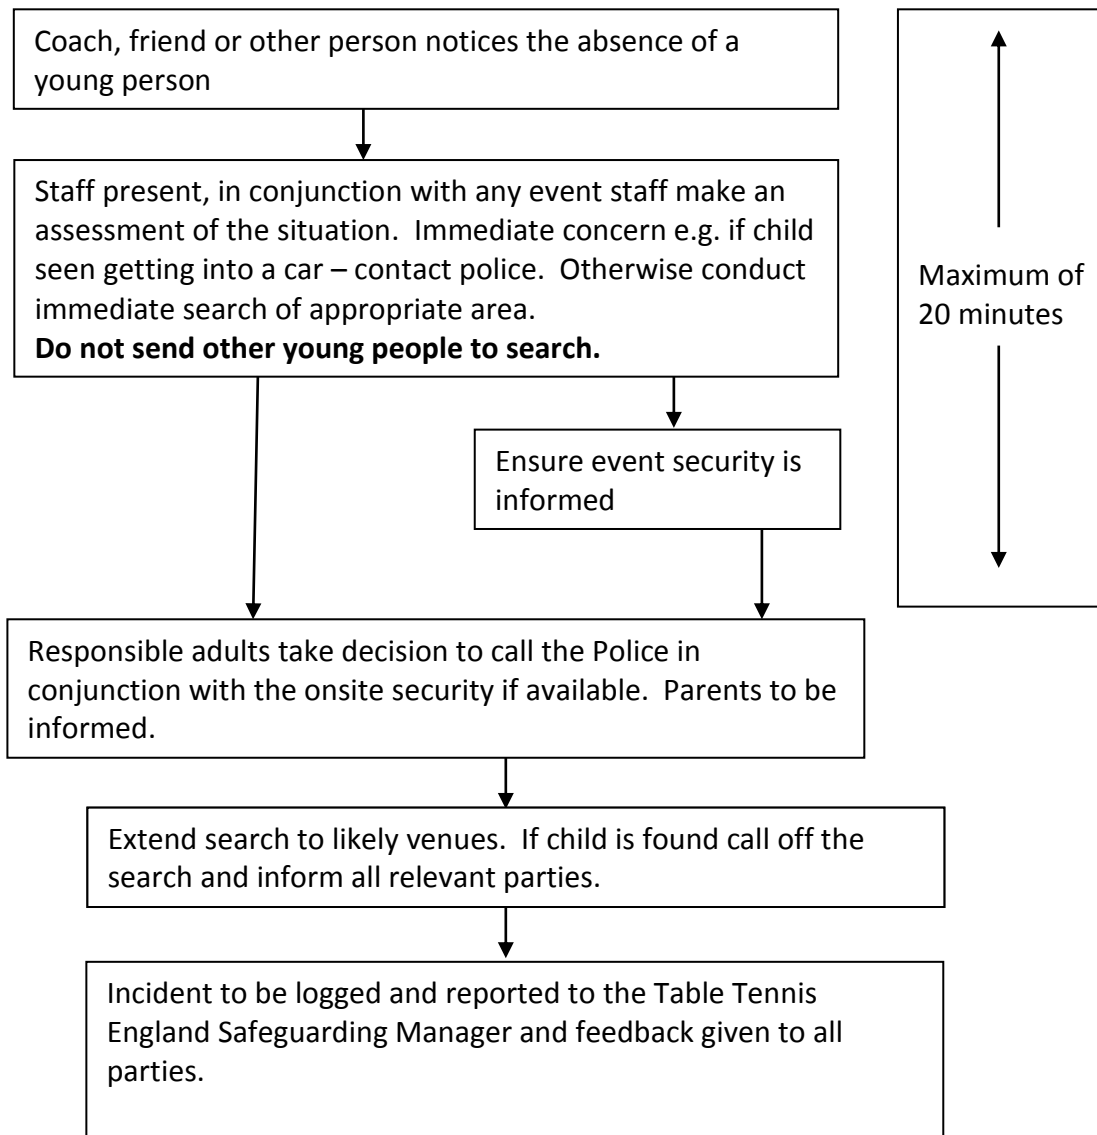 Coach, friend or other person notices the absence of a
young person
Staff present, in conjunction with any event staff make an
assessment of the situation.  Immediate concern e.g. if child
seen getting into a car – contact police.  Otherwise conduct
immediate search of appropriate area.
Do not send other young people to search.
Maximum of
20 minutes
Ensure event security is
informed
Responsible adults take decision to call the Police in
conjunction with the onsite security if available.  Parents to be
informed.
Extend search to likely venues.  If child is found call off the
search and inform all relevant parties.
Incident to be logged and reported to the Table Tennis
England Safeguarding Manager and feedback given to all
parties.